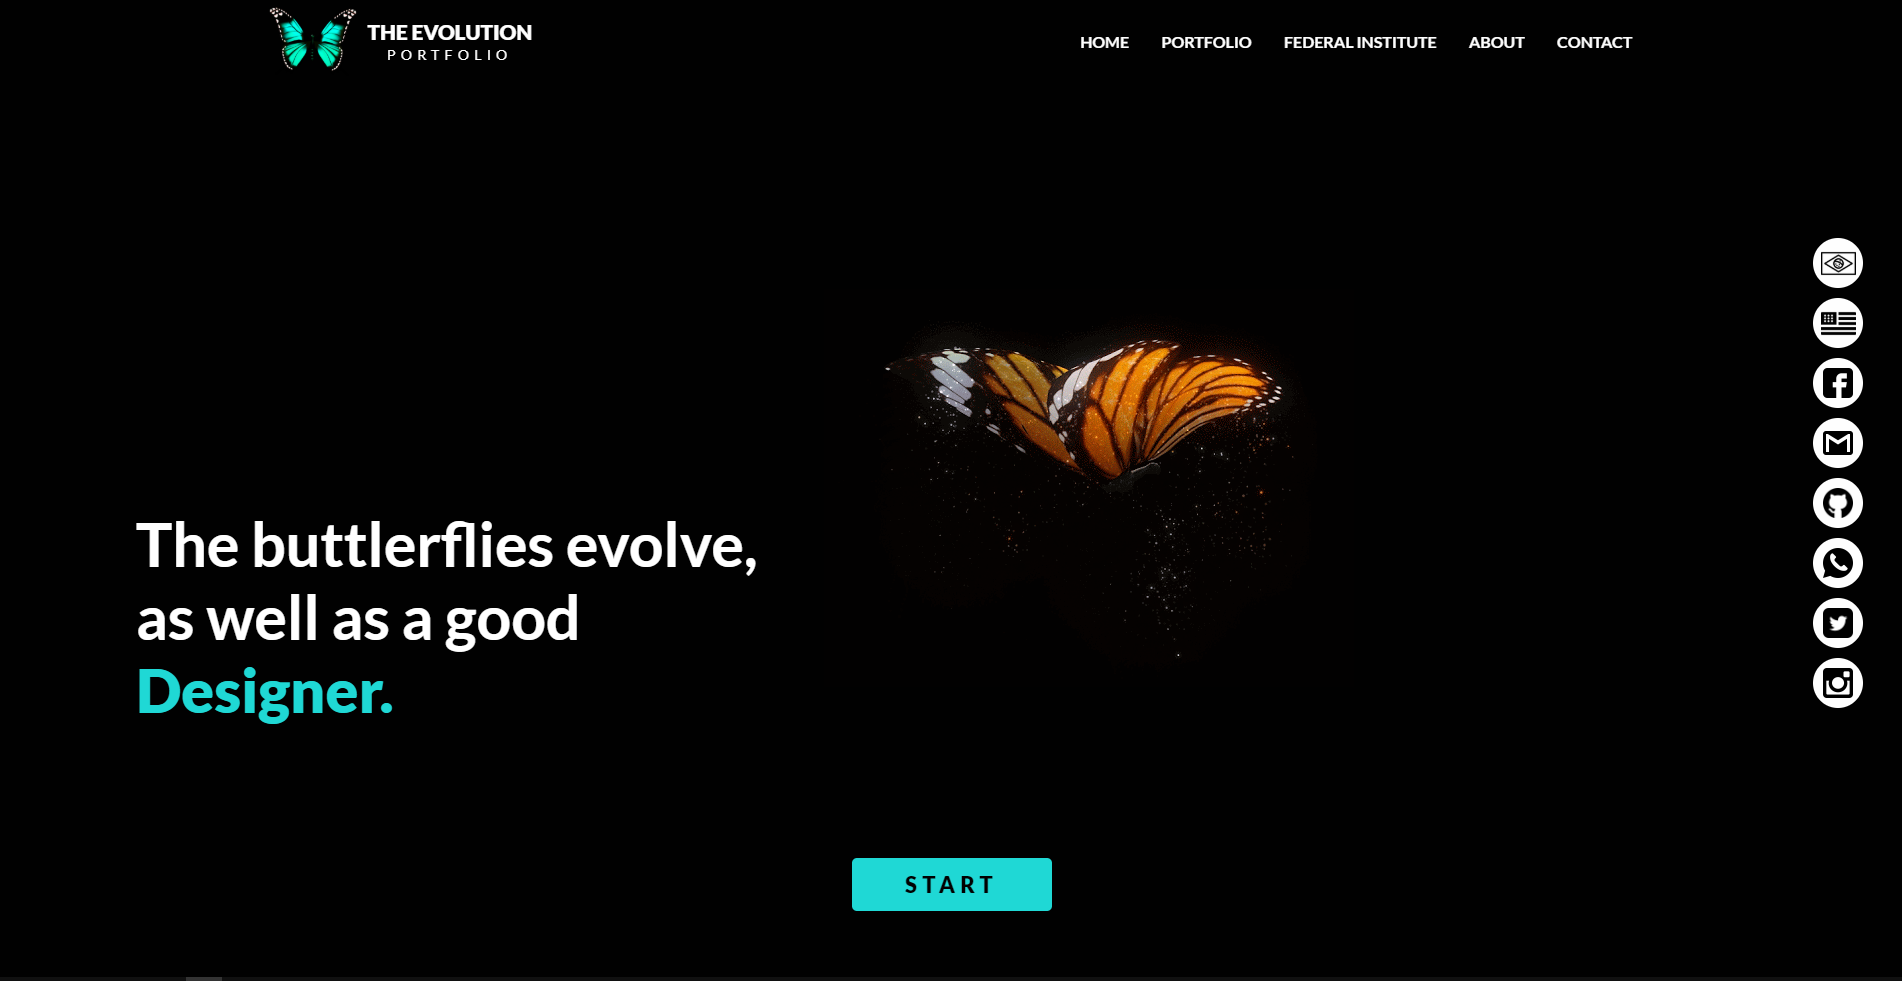 THE EVOLUTION
PORTFOLIO
HOME PORTFOLIO FEDERAL INSTITUTE ABOUT CONTACT
The buttlerflies evolve,
as well as a good
Designer.
START